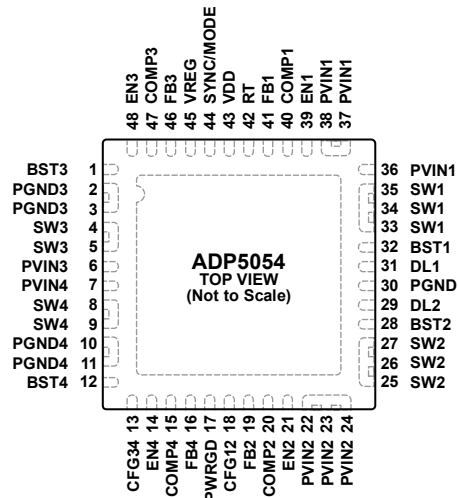 48 EN3
47 COMP3
46 FB3
45 VREG
44 SYNC/MODE
43 VDD
42 RT
41 FB1
40 COMP1
39 EN1
38 PVIN1
37 PVIN1
BST3 1
PGND3 2
PGND3 3
SW3 4
SW3 5
PVIN3 6
PVIN4 7
SW4 8
SW4 9
PGND4 10
PGND4 11
BST4 12
ADP5054
TOP VIEW
(Not to Scale)
36 PVIN1
35 SW1
34 SW1
33 SW1
32 BST1
31 DL1
30 PGND
29 DL2
28 BST2
27 SW2
26 SW2
25 SW2
CFG34 13
EN4 14
COMP4 15
FB4 16
PWRGD 17
CFG12 18
FB2 19
COMP2 20
EN2 21
PVIN2 22
PVIN2 23
PVIN2 24